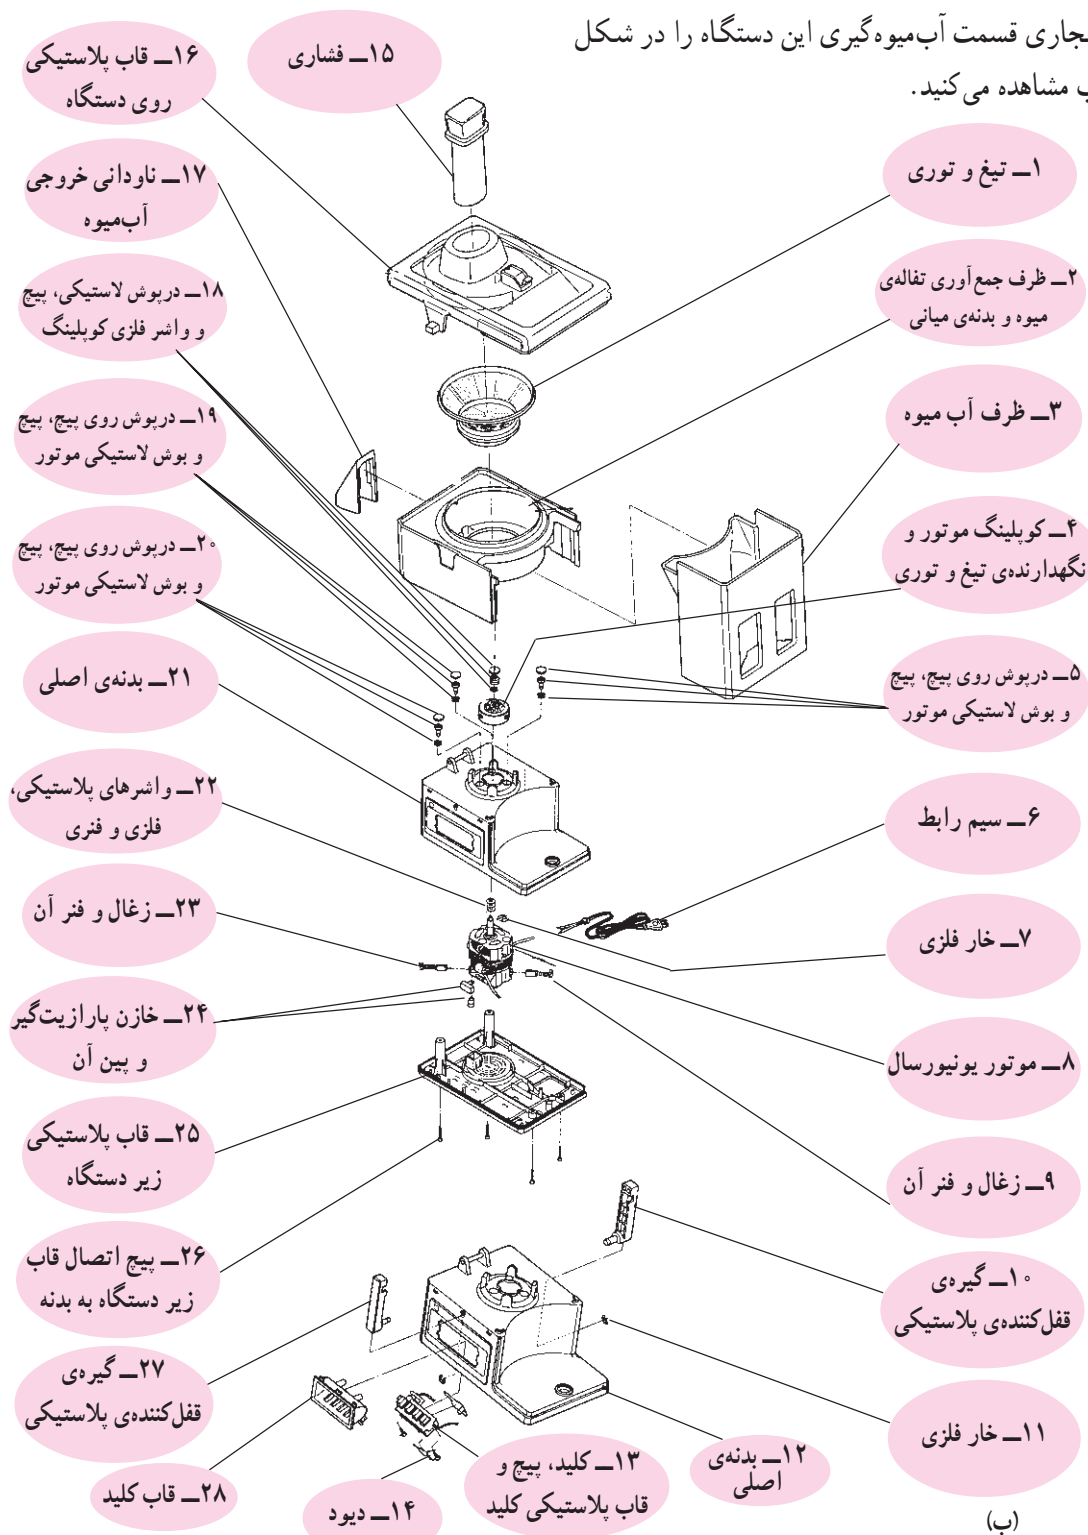 قسمت آب‌میوه‌گیری این دستگاه را در شکل
مشاهده می‌کنید.
۱ــ تیغ و توری
۲ــ ظرف جمع‌آوری تفاله‌ی
میوه و بدنه‌ی میانی
۳ــ ظرف آب میوه
۴ــ کوپلینگ موتور و
نگهدارنده‌ی تیغ و توری
۵ــ درپوش روی پیچ، پیچ
و بوش لاستیکی موتور
۶ــ سیم رابط
۷ــ خار فلزی
۸ــ موتور یونیورسال
۹ــ زغال و فنر آن
۱۰ــ گیره‌ی
قفل‌کننده‌ی پلاستیکی
۱۱ــ خار فلزی
۱۲ــ بدنه‌ی
اصلی
۱۳ــ کلید، پیچ و
قاب پلاستیکی کلید
۱۴ــ دیود
۱۵ــ فشاری
۱۶ــ قاب پلاستیکی
روی دستگاه
۱۷ــ ناودانی خروجی
آب‌میوه
۱۸ــ درپوش لاستیکی، پیچ
و واشر فلزی کوپلینگ
۱۹ــ درپوش روی پیچ، پیچ
و بوش لاستیکی موتور
۲۰ــ درپوش روی پیچ، پیچ
و بوش لاستیکی موتور
۲۱ــ بدنه‌ی اصلی
۲۲ــ واشرهای پلاستیکی،
فلزی و فنری
۲۳ــ زغال و فنر آن
۲۴ــ خازن پارازیت‌گیر
و پین آن
۲۵ــ قاب پلاستیکی
زیر دستگاه
۲۶ــ پیچ اتصال قاب
زیر دستگاه به بدنه
۲۷ــ گیره‌ی
قفل‌کننده‌ی پلاستیکی
۲۸ــ قاب کلید
(ب)